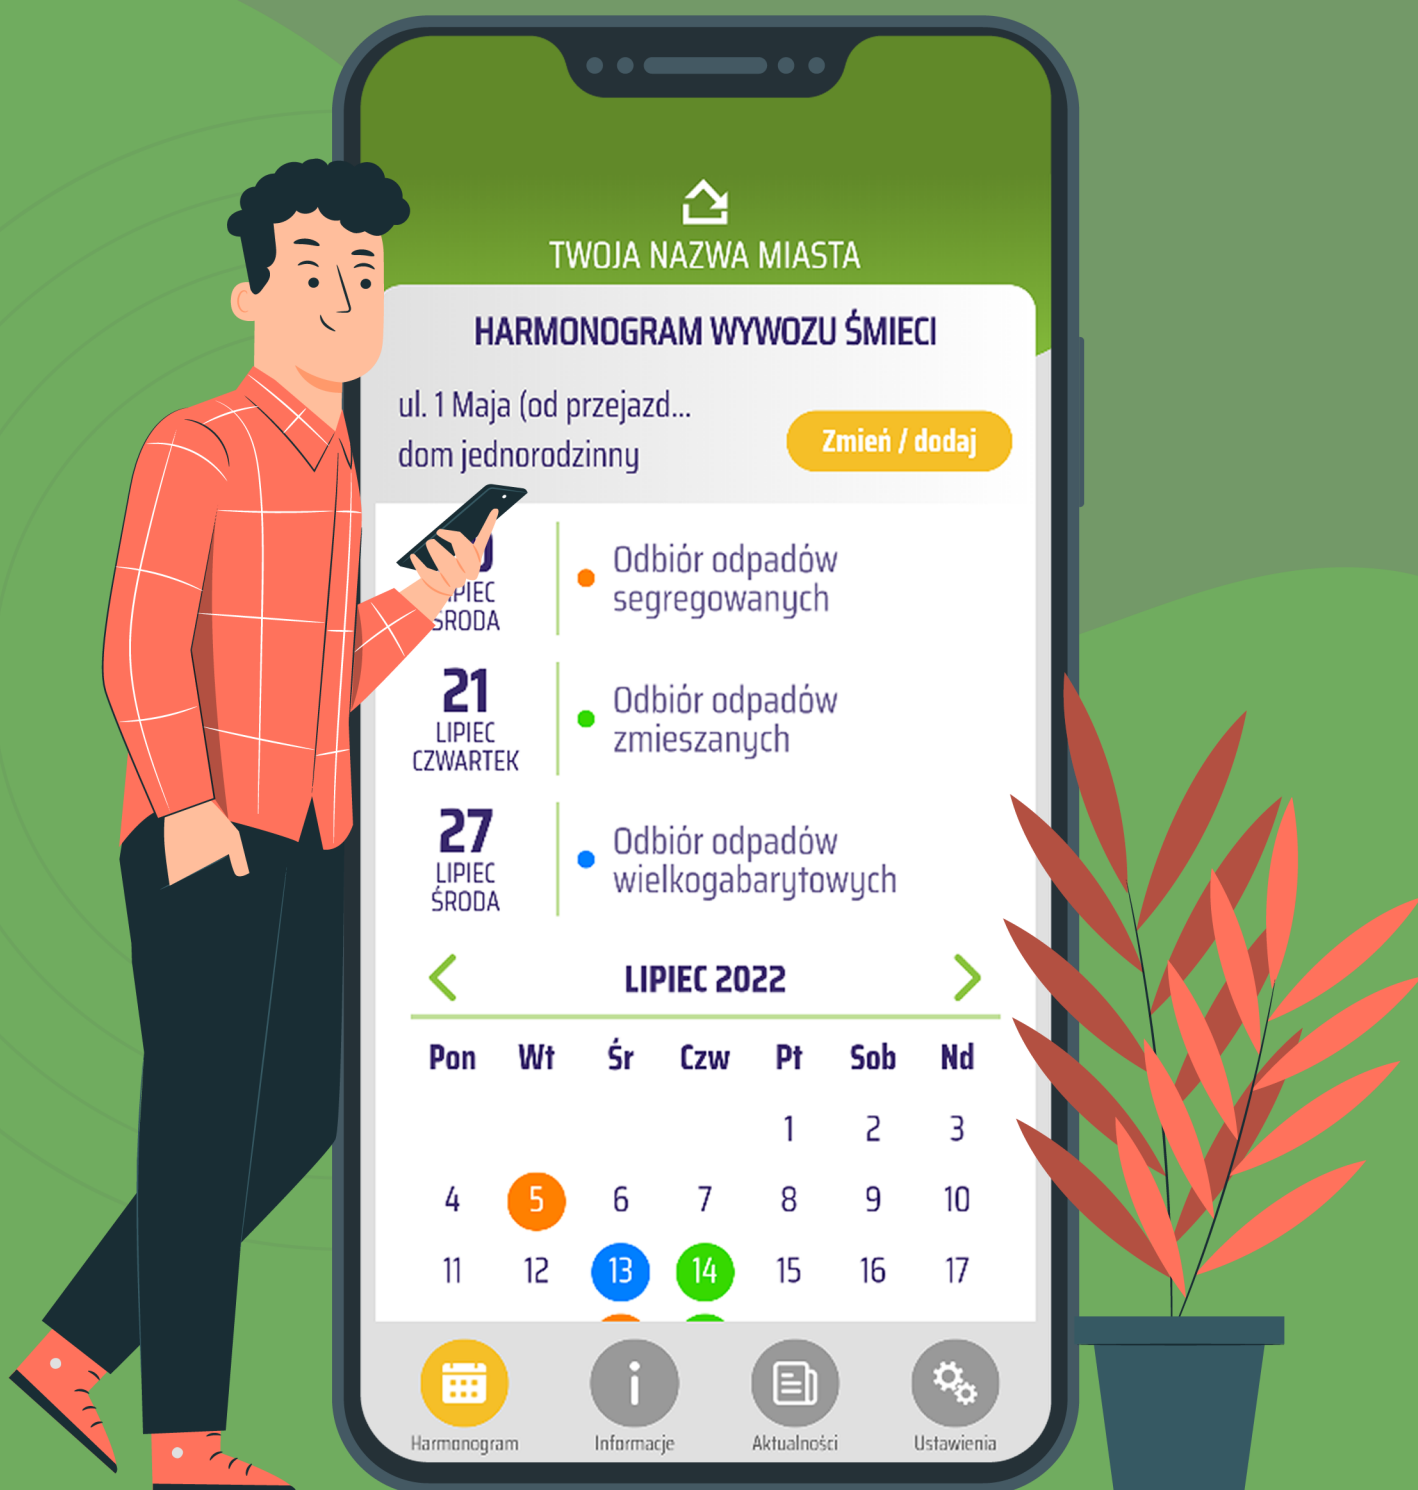 TWOJA NAZWA MIASTA
HARMONOGRAM WYWOZU ŚMIECI
ul. 1 Maja (od przejazd...
dom jednorodzinny
Zmień / dodaj
ŚRODA
Odbiór odpadów
segregowanych
21
LIPIEC
CZWARTEK
Odbiór odpadów
zmieszanych
27
LIPIEC
ŚRODA
Odbiór odpadów
wielkogabarytowych
LIPIEC 2022
Pon Wt Śr Czw Pt Sob Nd
1 2 3
4 5 6 7 8 9 10
11 12 13 14 15 16 17
Harmonogram Informacje Aktualności Ustawienia